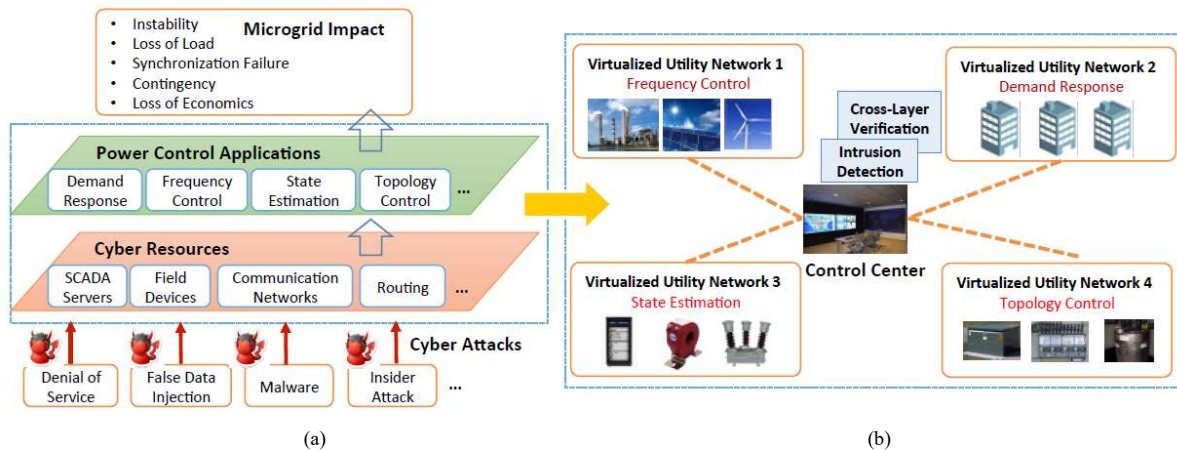 • Instability
Microgrid Impact
• Loss of Load
• Synchronization Failure
• Contingency
• Loss of Economics
Power Control Applications
Demand
Response
Frequency
Control
State
Estimation
Topology
Control
...
Cyber Resources
SCADA
Servers
Field
Devices
Communication
Networks
Routing
...
Cyber Attacks
Denial of
Service
False Data
Injection
Malware
Insider
Attack
...
(a)
Virtualized Utility Network 1
Frequency Control
Virtualized Utility Network 2
Demand Response
Cross-Layer
Verification
Intrusion
Detection
Control Center
Virtualized Utility Network 3
State Estimation
Virtualized Utility Network 4
Topology Control
(b)